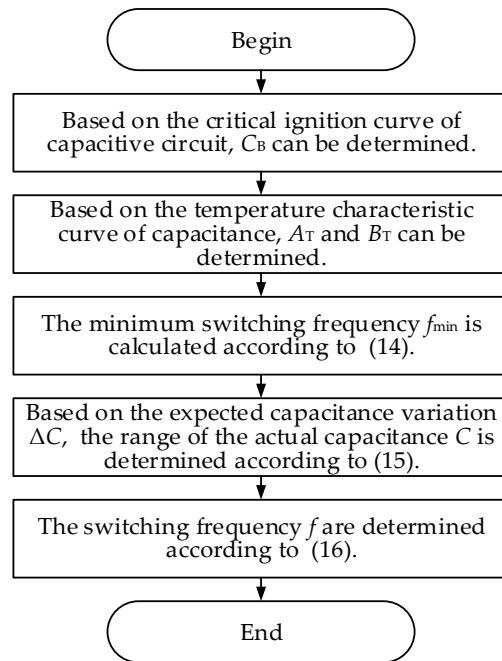 Begin
Based on the critical ignition curve of
capacitive circuit, CB can be determined.
Based on the temperature characteristic
curve of capacitance, AT and BT can be
determined.
The minimum switching frequency fmin is
calculated according to (14).
Based on the expected capacitance variation
ΔC, the range of the actual capacitance C is
determined according to (15).
The switching frequency f are determined
according to (16).
End